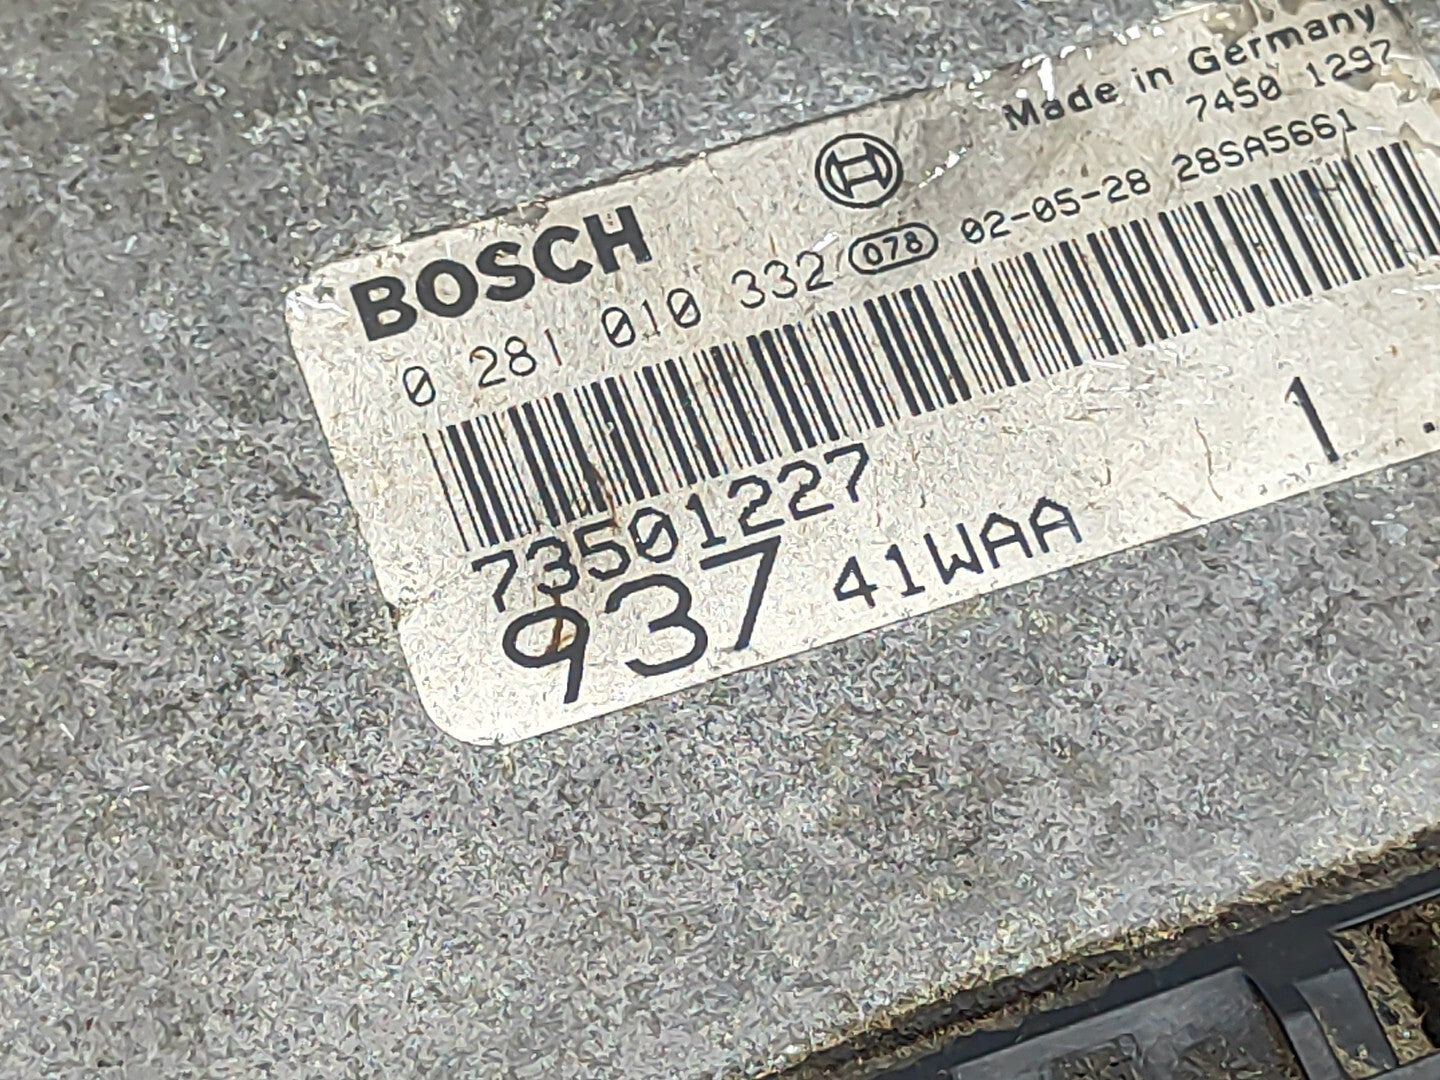 Made in Germany
7450 1297
BOSCH
0 281 010 332 078 02-05-28 28SA5661
73501227
937 41WAA 1